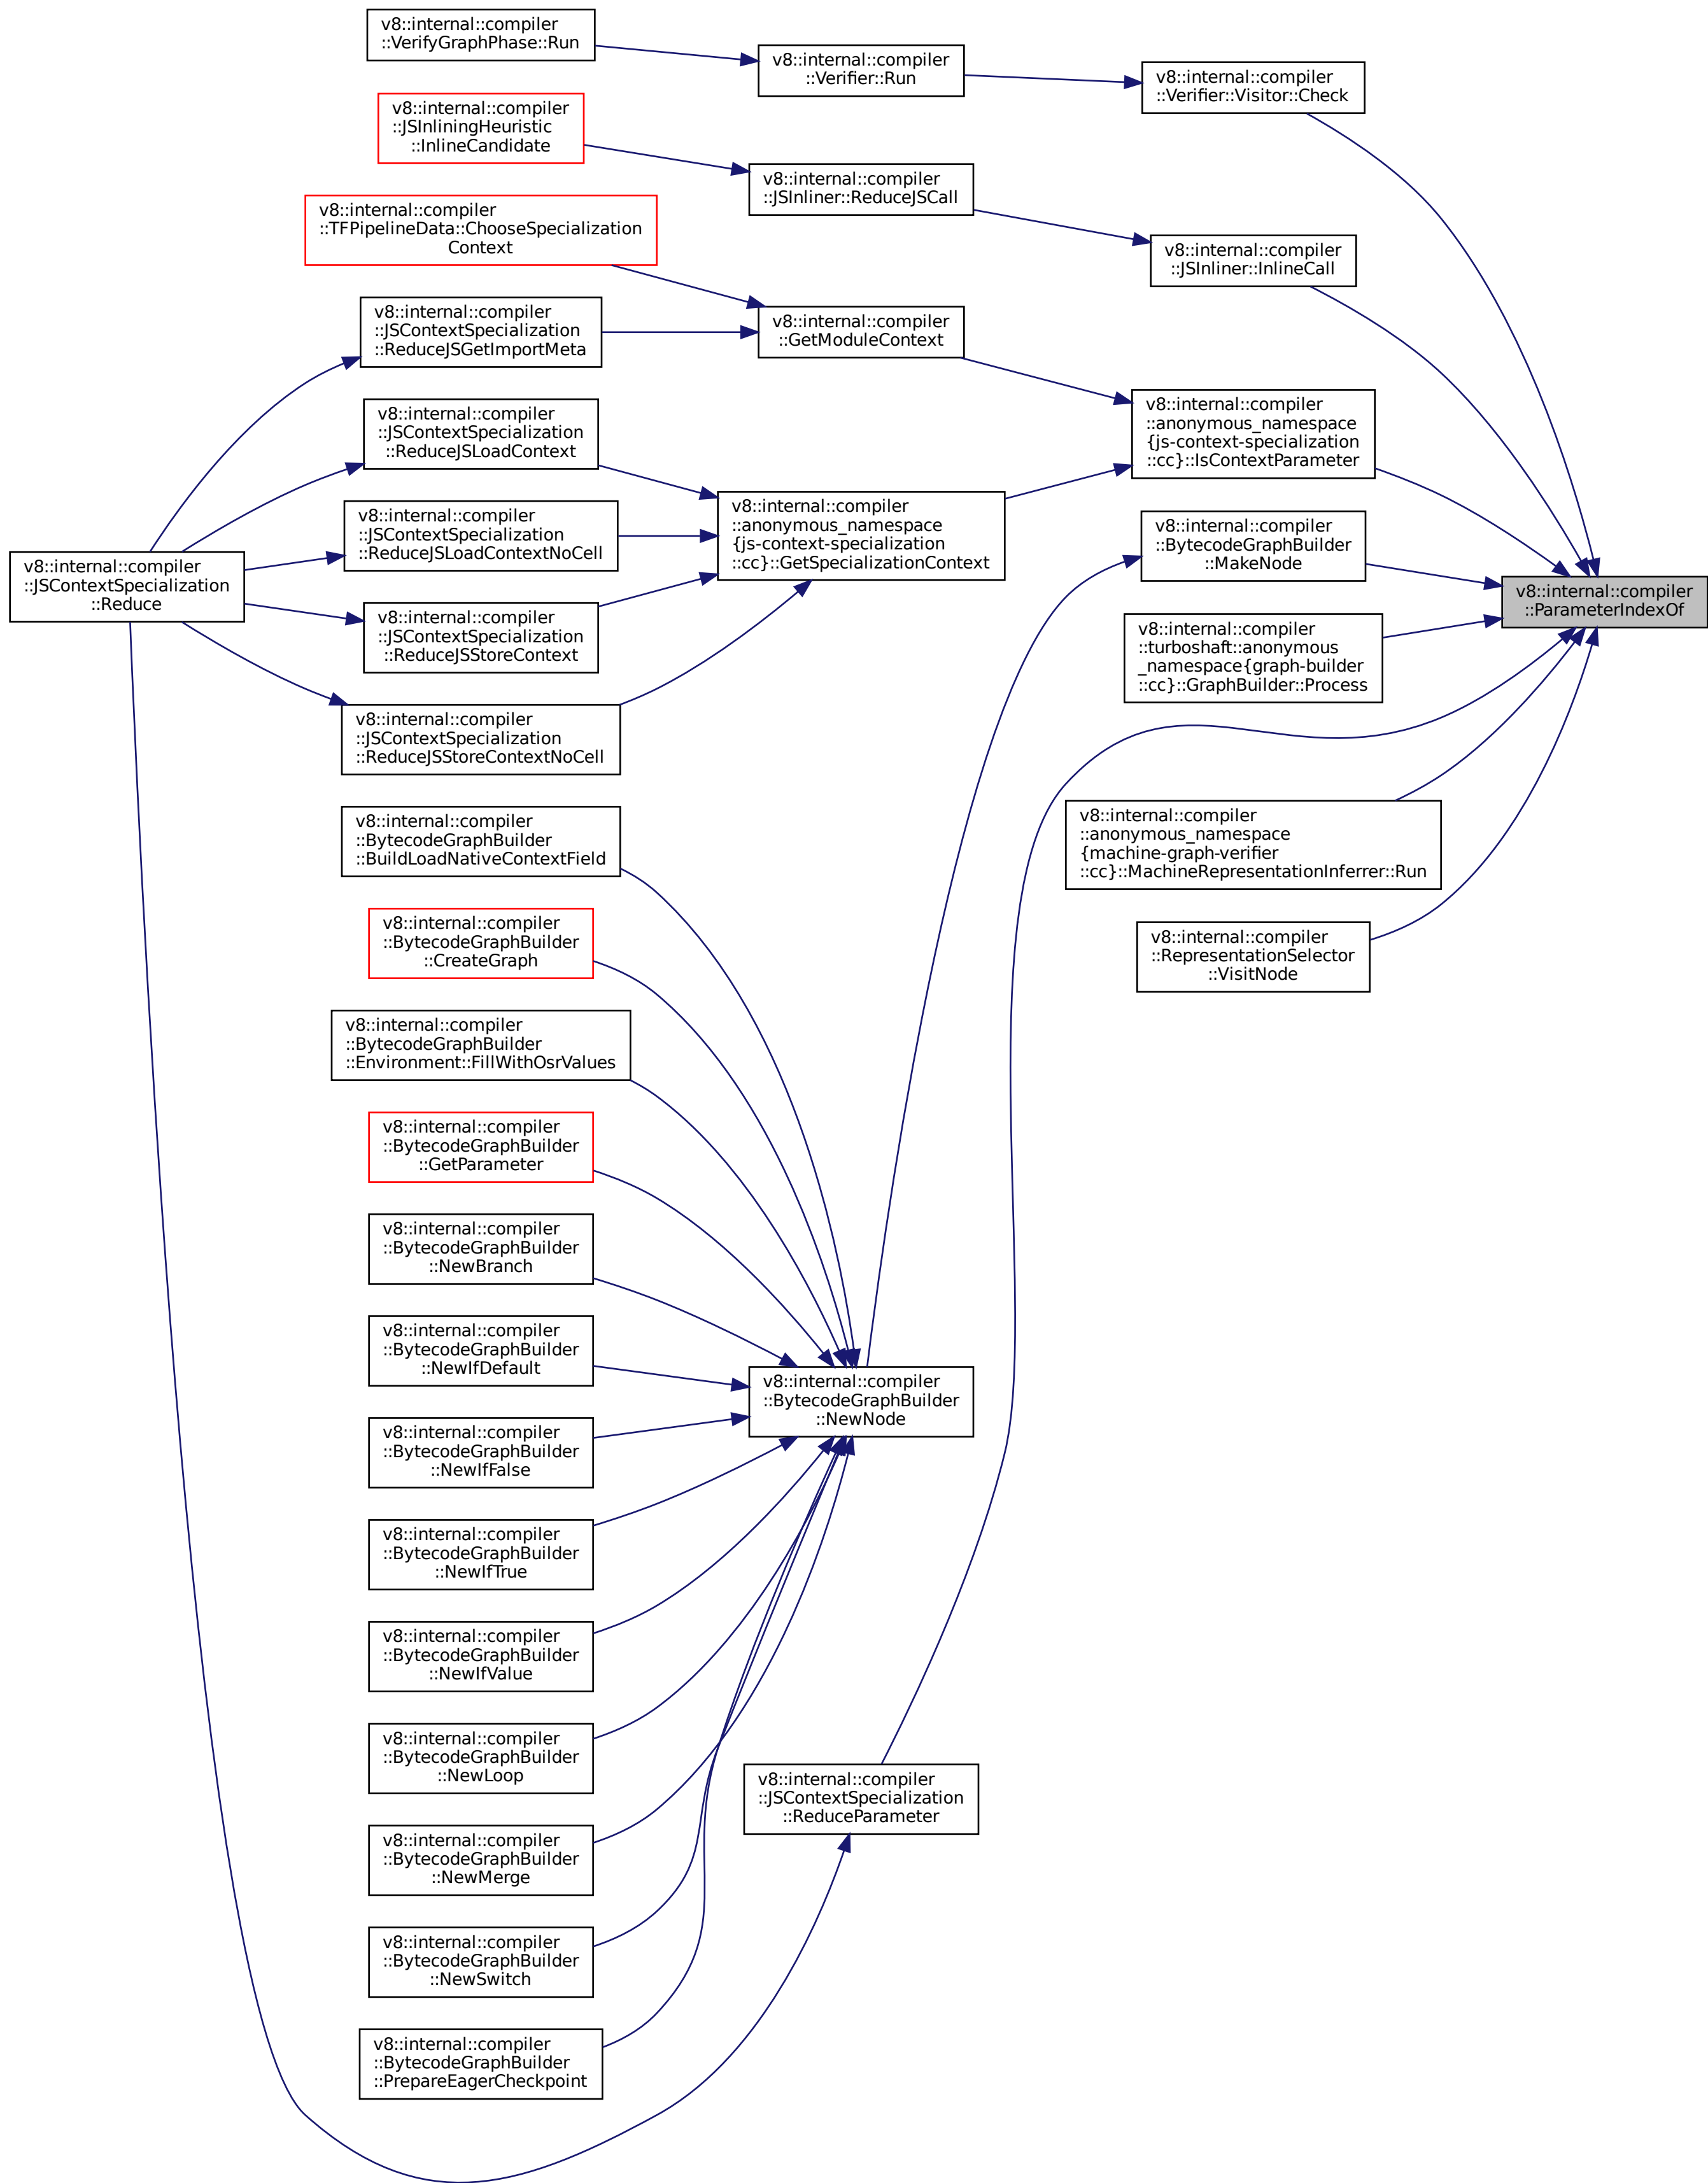 v8::internal::compiler
::VerifyGraphPhase::Run
v8::internal::compiler
::Verifier::Run
v8::internal::compiler
::Verifier::Visitor::Check
v8::internal::compiler
::JSInliningHeuristic
::InlineCandidate
v8::internal::compiler
::JSInliner::ReduceJSCall
v8::internal::compiler
::TFPipelineData::ChooseSpecialization
Context
v8::internal::compiler
::JSInliner::InlineCall
v8::internal::compiler
::JSContextSpecialization
::ReduceJSGetImportMeta
v8::internal::compiler
::GetModuleContext
v8::internal::compiler
::anonymous_namespace
{js-context-specialization
::cc}::IsContextParameter
v8::internal::compiler
::JSContextSpecialization
::ReduceJSLoadContext
v8::internal::compiler
::JSContextSpecialization
::ReduceJSLoadContextNoCell
v8::internal::compiler
::anonymous_namespace
{js-context-specialization
::cc}::GetSpecializationContext
v8::internal::compiler
::BytecodeGraphBuilder
::MakeNode
v8::internal::compiler
::JSContextSpecialization
::Reduce
v8::internal::compiler
::ParameterIndexOf
v8::internal::compiler
::JSContextSpecialization
::ReduceJSStoreContext
v8::internal::compiler
::turboshaft::anonymous
_namespace{graph-builder
::cc}::GraphBuilder::Process
v8::internal::compiler
::JSContextSpecialization
::ReduceJSStoreContextNoCell
v8::internal::compiler
::anonymous_namespace
{machine-graph-verifier
::cc}::MachineRepresentationInferrer::Run
v8::internal::compiler
::BytecodeGraphBuilder
::BuildLoadNativeContextField
v8::internal::compiler
::RepresentationSelector
::VisitNode
v8::internal::compiler
::BytecodeGraphBuilder
::CreateGraph
v8::internal::compiler
::BytecodeGraphBuilder
::Environment::FillWithOsrValues
v8::internal::compiler
::BytecodeGraphBuilder
::GetParameter
v8::internal::compiler
::BytecodeGraphBuilder
::NewBranch
v8::internal::compiler
::BytecodeGraphBuilder
::NewIfDefault
v8::internal::compiler
::BytecodeGraphBuilder
::NewNode
v8::internal::compiler
::BytecodeGraphBuilder
::NewIfFalse
v8::internal::compiler
::BytecodeGraphBuilder
::NewIfTrue
v8::internal::compiler
::BytecodeGraphBuilder
::NewIfValue
v8::internal::compiler
::BytecodeGraphBuilder
::NewLoop
v8::internal::compiler
::JSContextSpecialization
::ReduceParameter
v8::internal::compiler
::BytecodeGraphBuilder
::NewMerge
v8::internal::compiler
::BytecodeGraphBuilder
::NewSwitch
v8::internal::compiler
::BytecodeGraphBuilder
::PrepareEagerCheckpoint